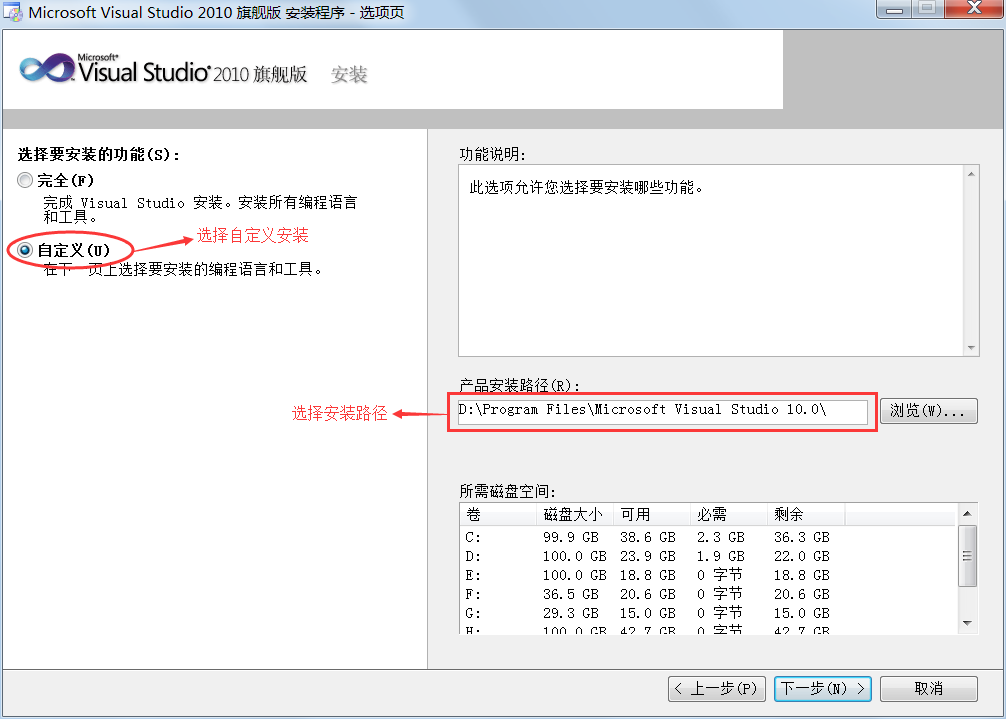 Microsoft Visual Studio 2010 旗舰版 安装程序 - 选项页
Microsoft®
Visual Studio® 2010 旗舰版 安装
选择要安装的功能(S):
完全(F)
完成 Visual Studio 安装。安装所有编程语言
和工具。
选择自定义安装
自定义(U)
在下一页上选择要安装的编程语言和工具。
功能说明:
此选项允许您选择要安装哪些功能。
产品安装路径(R):
选择安装路径
D:\Program Files\Microsoft Visual Studio 10.0\
浏览(W)...
所需磁盘空间:
卷 磁盘大小 可用 必需 剩余
C: 99.9 GB 38.6 GB 2.3 GB 36.3 GB
D: 100.0 GB 23.9 GB 1.9 GB 22.0 GB
E: 100.0 GB 18.8 GB 0 字节 18.8 GB
F: 36.5 GB 20.6 GB 0 字节 20.6 GB
G: 29.3 GB 15.0 GB 0 字节 15.0 GB
H: 100.0 GB 42.7 GB 0 字节 42.7 GB
< 上一步(P)
下一步(N) >
取消